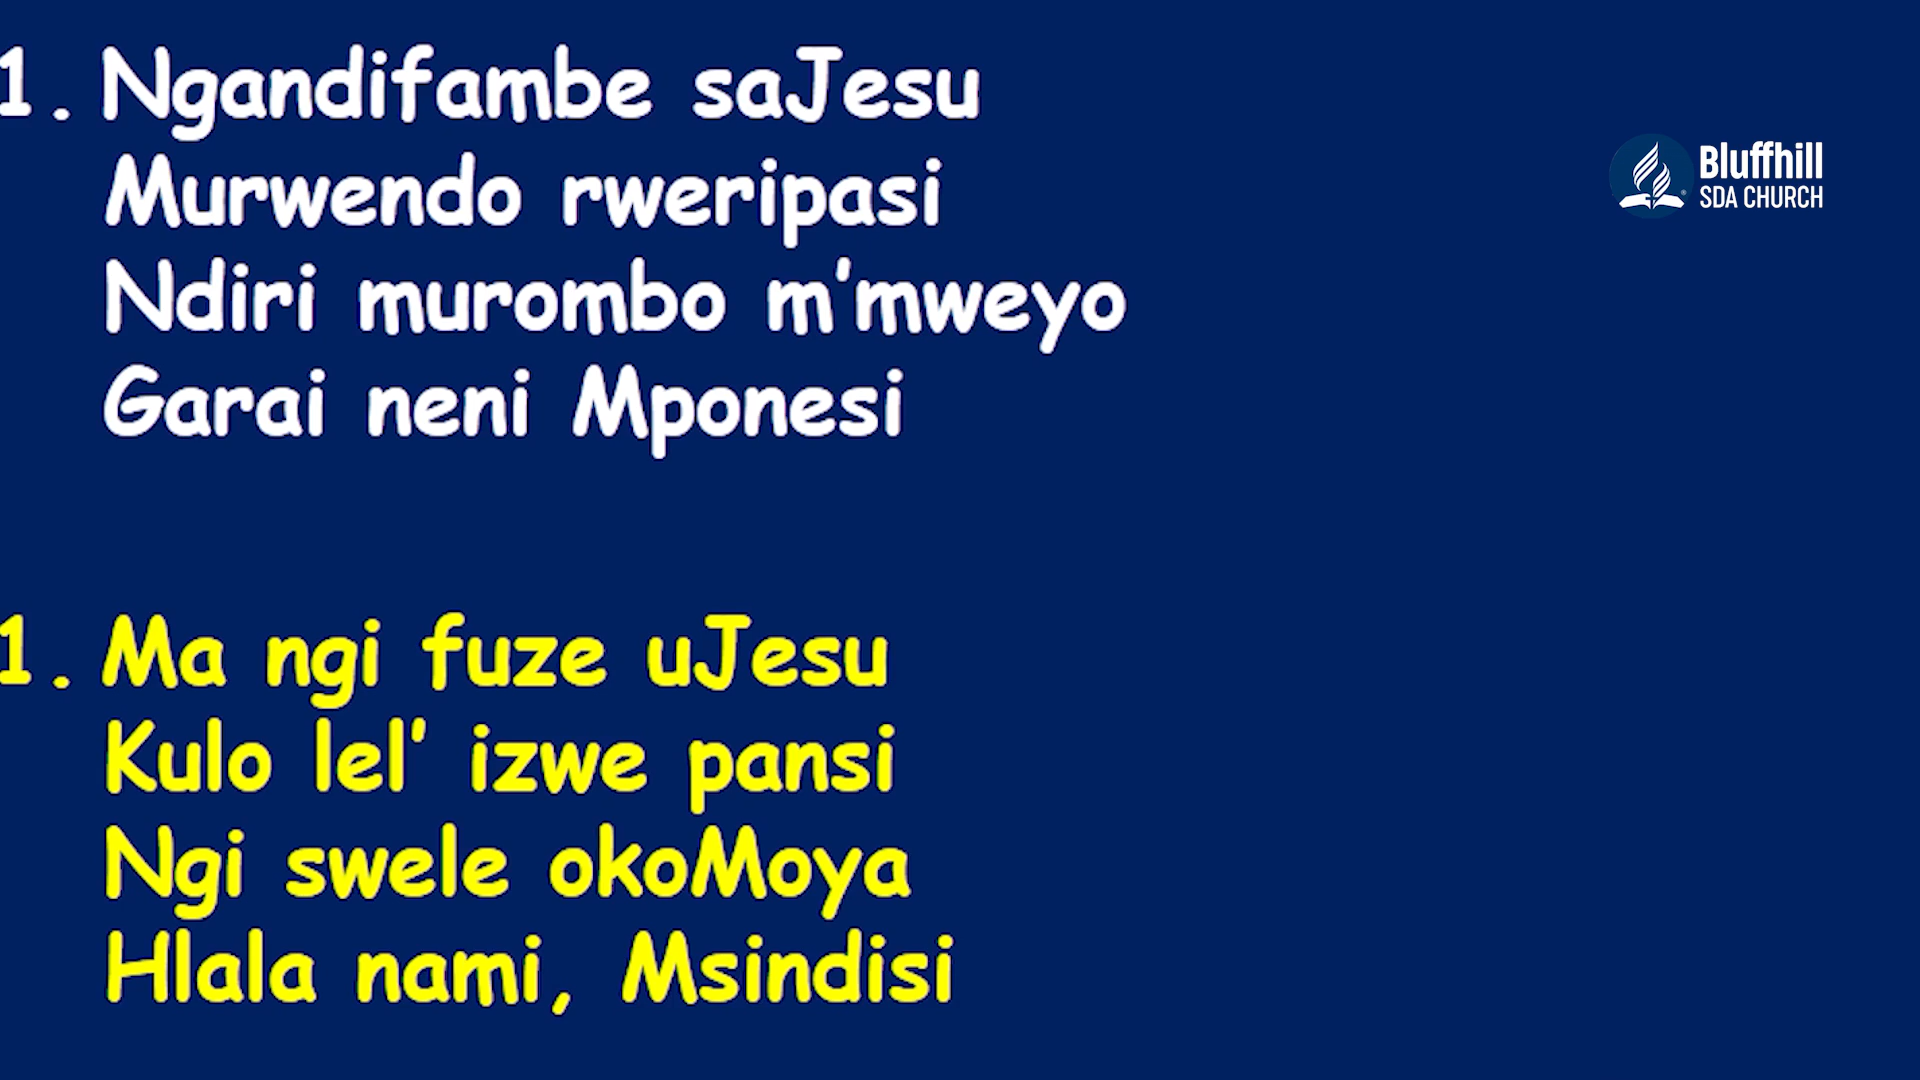 1. Ngandifambe saJesu
Murwendo rweripasi
Ndiri murombo m'mweyo
Garai neni Mponesi
Bluffhill
SDA CHURCH
1. Ma ngi fuze uJesu
Kulo lel' izwe pansi
Ngi swele okoMoya
Hlala nami, Msindisi